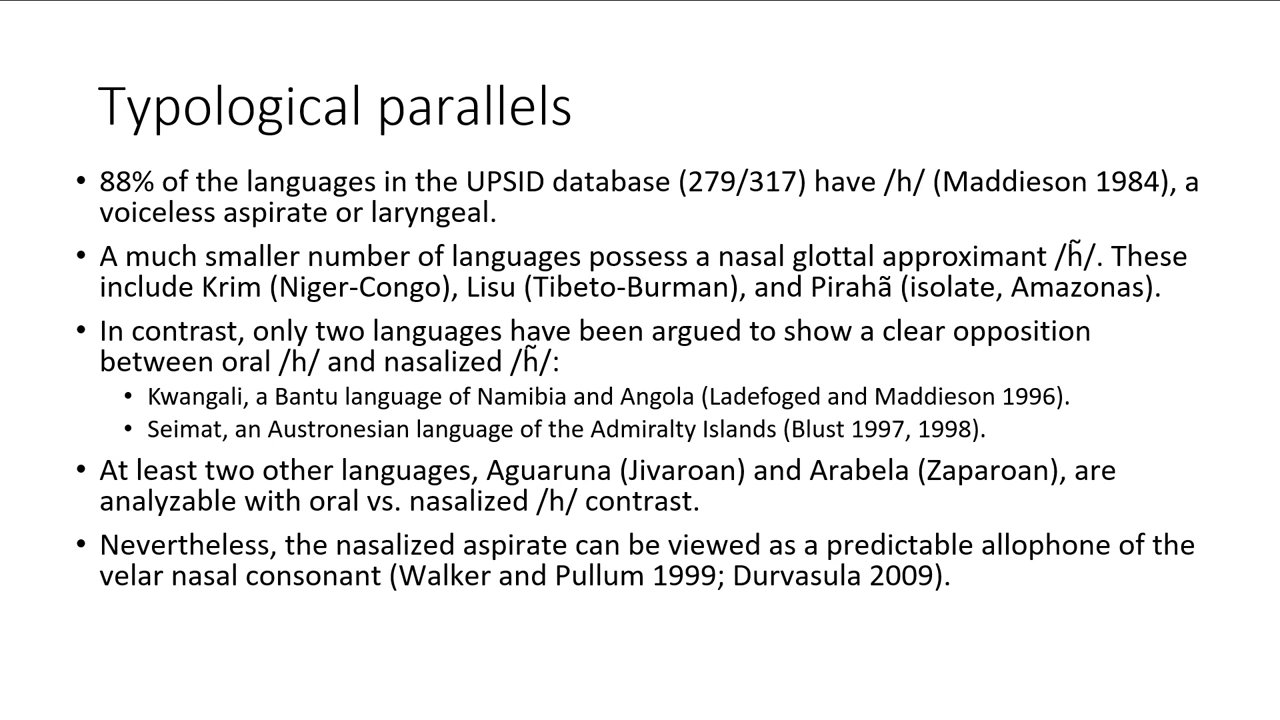 Typological parallels
• 88% of the languages in the UPSID database (279/317) have /h/ (Maddieson 1984), a
voiceless aspirate or laryngeal.
• A much smaller number of languages possess a nasal glottal approximant /h̃/. These
include Krim (Niger-Congo), Lisu (Tibeto-Burman), and Pirahã (isolate, Amazonas).
• In contrast, only two languages have been argued to show a clear opposition
between oral /h/ and nasalized /h̃/:
• Kwangali, a Bantu language of Namibia and Angola (Ladefoged and Maddieson 1996).
• Seimat, an Austronesian language of the Admiralty Islands (Blust 1997, 1998).
• At least two other languages, Aguaruna (Jivaroan) and Arabela (Zaparoan), are
analyzable with oral vs. nasalized /h/ contrast.
• Nevertheless, the nasalized aspirate can be viewed as a predictable allophone of the
velar nasal consonant (Walker and Pullum 1999; Durvasula 2009).